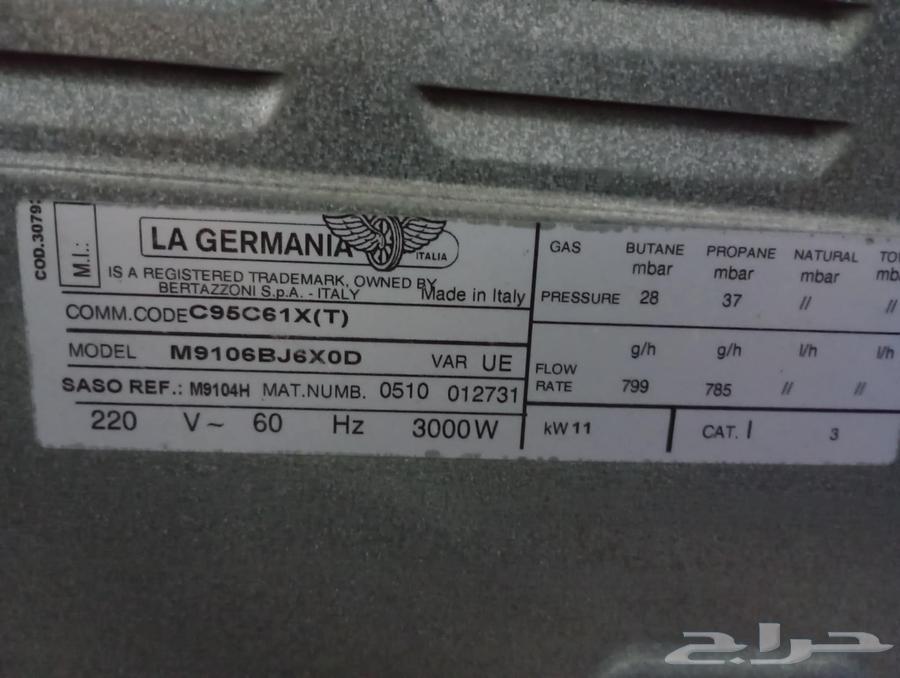 COD.3079
M.I.:
LA GERMANIA
ITALIA
IS A REGISTERED TRADEMARK, OWNED BY
BERTAZZONI S.p.A. - ITALY
Made in Italy
COMM.CODE C95C61X(T)
MODEL M9106BJ6X0D VAR UE
SASO REF.: M9104H MAT.NUMB. 0510 012731
220 V~ 60 Hz 3000W
GAS BUTANE PROPANE NATURAL
mbar mbar mbar
PRESSURE 28 37 // //
g/h g/h l/h l/h
FLOW
RATE 799 785 // //
kW 11 CAT. I 3
حراج